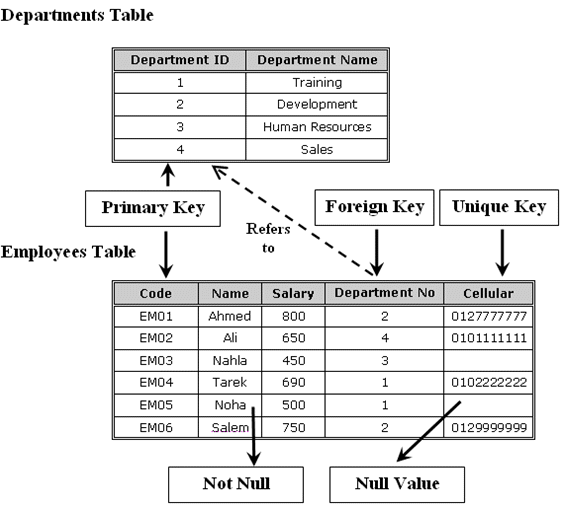 Departments Table
Department ID Department Name
1 Training
2 Development
3 Human Resources
4 Sales
Primary Key
Foreign Key
Unique Key
Refers
to
Employees Table
Code Name Salary Department No Cellular
EM01 Ahmed 800 2 0127777777
EM02 Ali 650 4 0101111111
EM03 Nahla 450 3
EM04 Tarek 690 1 0102222222
EM05 Noha 500 1
EM06 Salem 750 2 0129999999
Not Null
Null Value